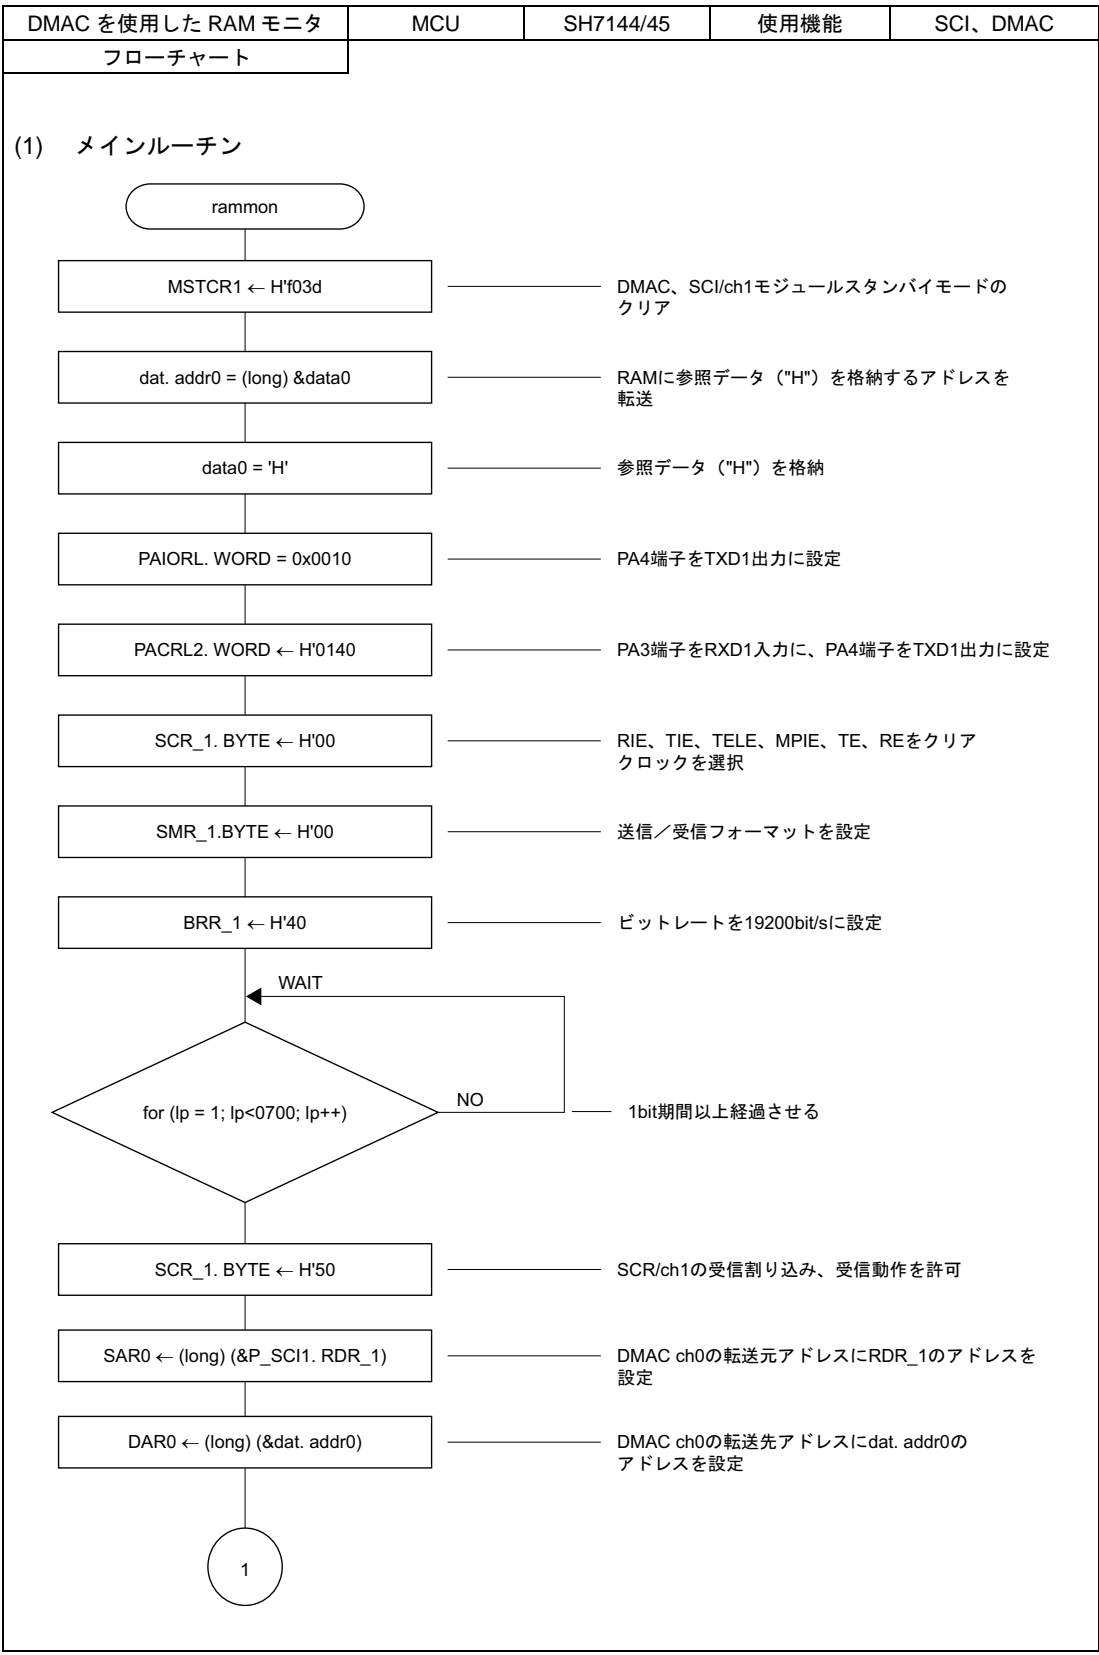 DMAC を使用した RAM モニタ MCU SH7144/45 使用機能 SCI、DMAC
フローチャート
(1) メインルーチン
rammon
MSTCR1 ← H'f03d
DMAC、SCI/ch1モジュールスタンバイモードの
クリア
dat. addr0 = (long) &data0
RAMに参照データ（"H"）を格納するアドレスを
転送
data0 = 'H'
参照データ（"H"）を格納
PAIORL. WORD = 0x0010
PA4端子をTXD1出力に設定
PACRL2. WORD ← H'0140
PA3端子をRXD1入力に、PA4端子をTXD1出力に設定
SCR_1. BYTE ← H'00
RIE、TIE、TELE、MPIE、TE、REをクリア
クロックを選択
SMR_1.BYTE ← H'00
送信／受信フォーマットを設定
BRR_1 ← H'40
ビットレートを19200bit/sに設定
WAIT
for (lp = 1; lp<0700; lp++)
NO
1bit期間以上経過させる
SCR_1. BYTE ← H'50
SCR/ch1の受信割り込み、受信動作を許可
SAR0 ← (long) (&P_SCI1. RDR_1)
DMAC ch0の転送元アドレスにRDR_1のアドレスを
設定
DAR0 ← (long) (&dat. addr0)
DMAC ch0の転送先アドレスにdat. addr0の
アドレスを設定
1